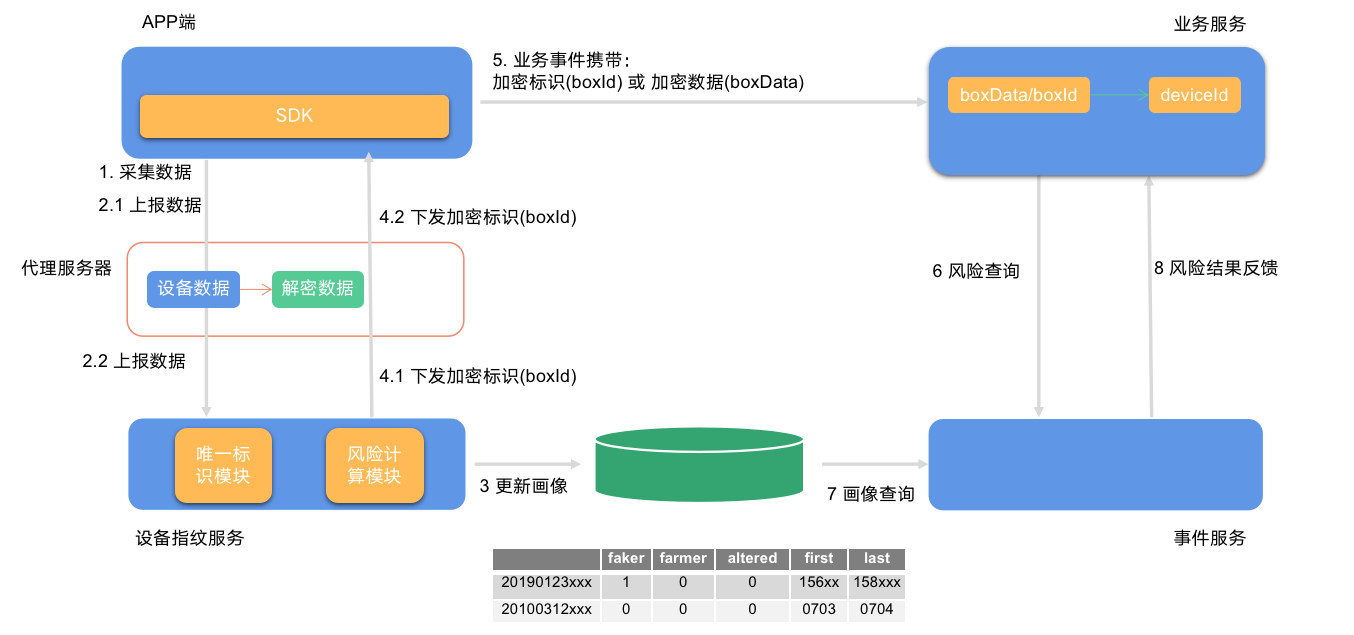 APP端
业务服务
5. 业务事件携带：
加密标识(boxId) 或 加密数据(boxData)
boxData/boxId
deviceId
SDK
1. 采集数据
2.1 上报数据
4.2 下发加密标识(boxId)
代理服务器
设备数据
解密数据
6 风险查询
8 风险结果反馈
2.2 上报数据
4.1 下发加密标识(boxId)
唯一标
识模块
风险计
算模块
3 更新画像
7 画像查询
设备指纹服务
事件服务
faker farmer altered first last
20190123xxx 1 0 0 156xx 158xxx
20100312xxx 0 0 0 0703 0704